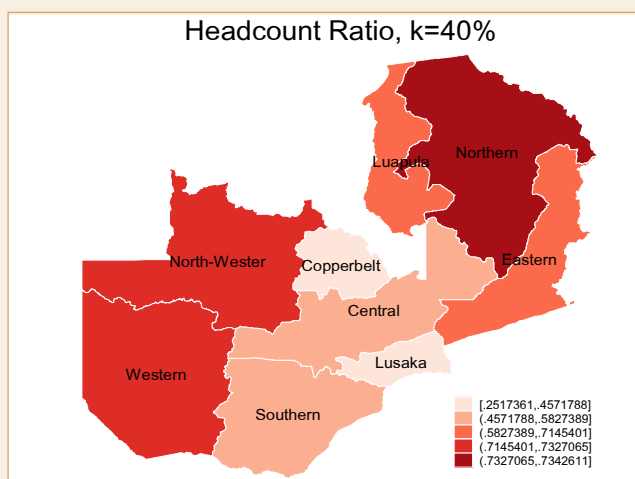 Headcount Ratio, k=40%
Northern
Luapula
North-Wester
Copperbelt
Eastern
Central
Lusaka
Western
Southern
[.2517361,.4571788]
(.4571788,.5827389]
(.5827389,.7145401]
(.7145401,.7327065]
(.7327065,.7342611]